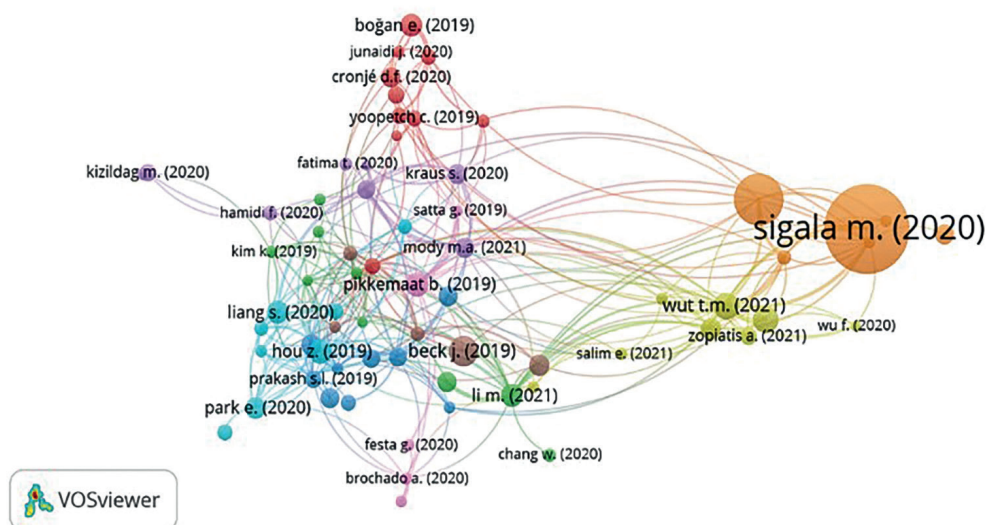 boğan e. (2019)
junaidi j. (2020)
cronjé d.f. (2020)
yoopetch c. (2019)
fatima t. (2020)
kizildag m. (2020)
kraus s. (2020)
hamidi f. (2020)
satta g. (2019)
sigala m. (2020)
kim k. (2019)
mody m.a. (2021)
pikkemaat b. (2019)
liang s. (2020)
wut t.m. (2021)
wu f. (2020)
zopiatis a. (2021)
hou z. (2019)
beck j. (2019)
salim e. (2021)
prakash s.l. (2019)
li m. (2021)
park e. (2020)
festa g. (2020)
chang w. (2020)
brochado a. (2020)
VOSviewer